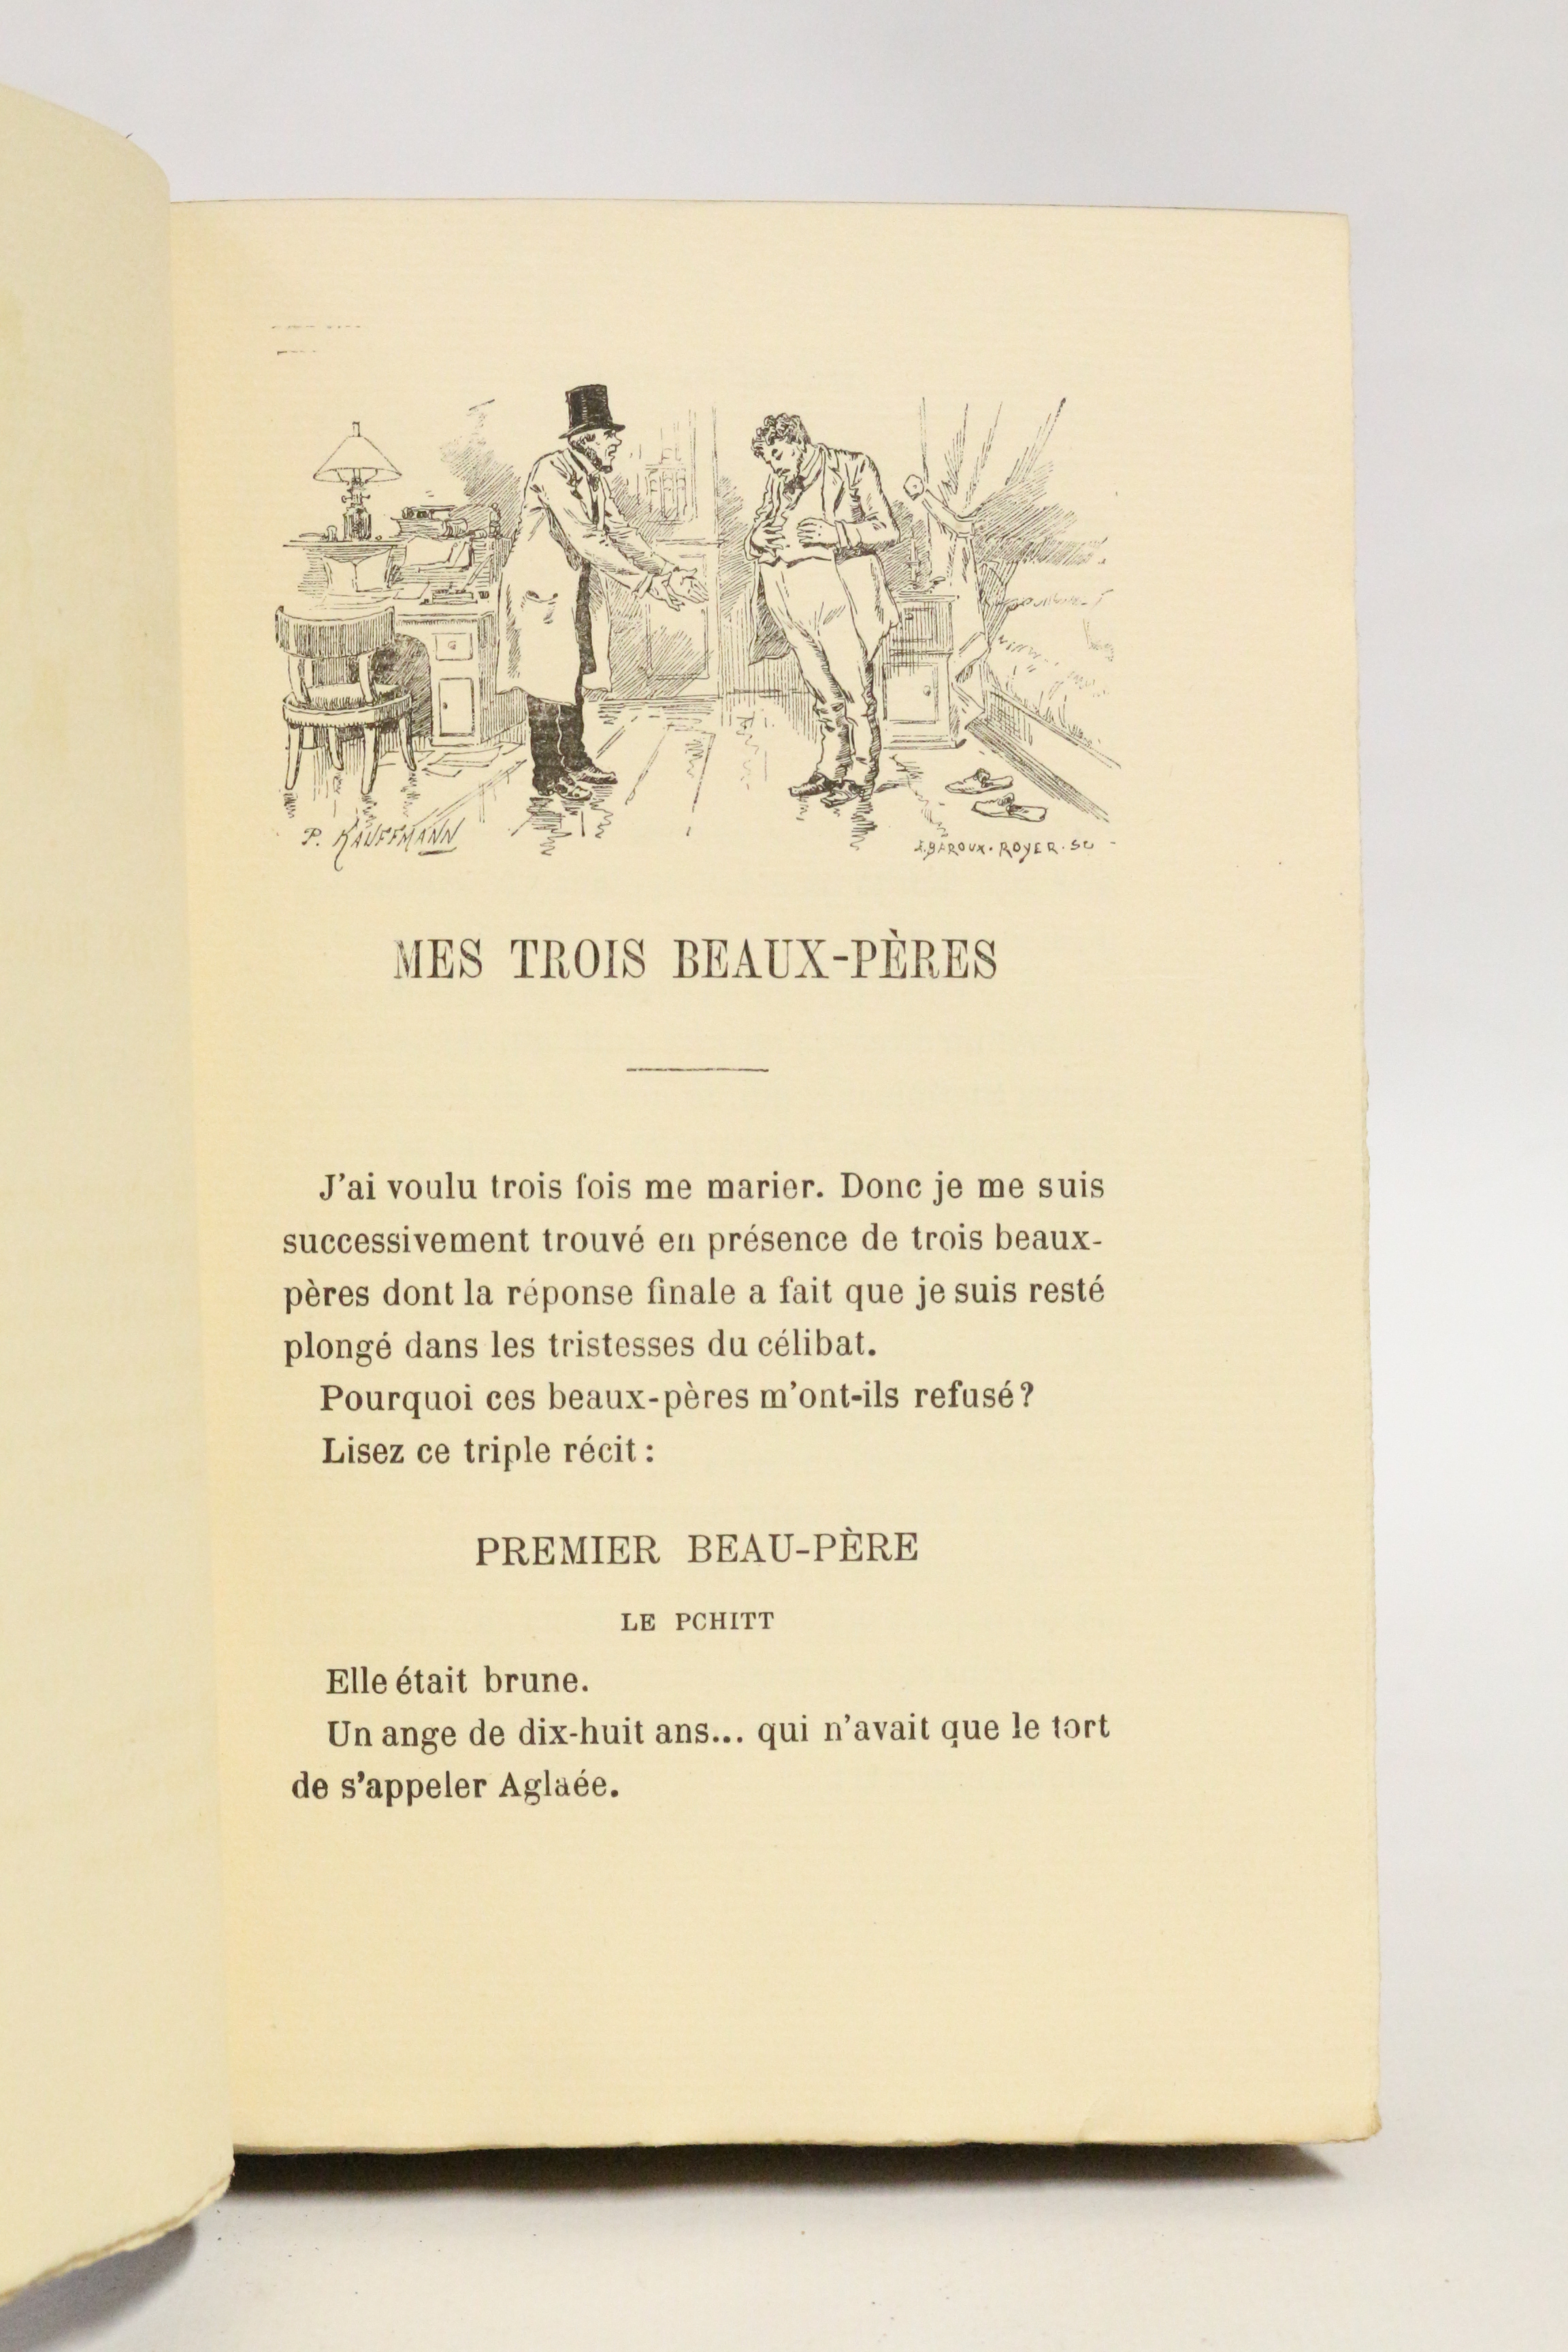 P. KAUFFMANN
ROYER. SC
MES TROIS BEAUX-PÈRES
J'ai voulu trois fois me marier. Donc je me suis
successivement trouvé en présence de trois beaux-
pères dont la réponse finale a fait que je suis resté
plongé dans les tristesses du célibat.
Pourquoi ces beaux-pères m'ont-ils refusé?
Lisez ce triple récit :
PREMIER BEAU-PÈRE
LE PCHITT
Elle était brune.
Un ange de dix-huit ans... qui n'avait que le tort
de s'appeler Aglaée.